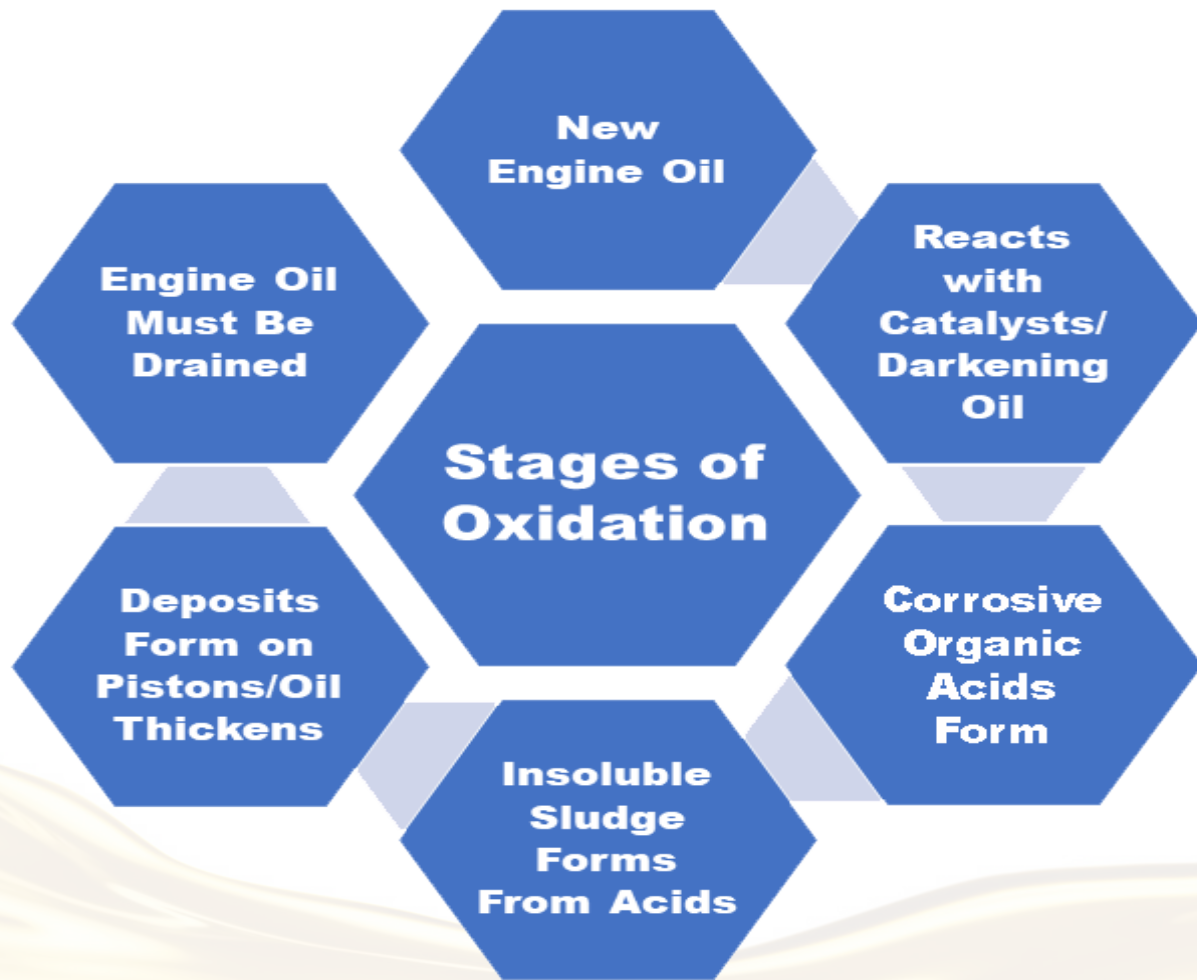 New
Engine Oil
Reacts
with
Catalysts/
Darkening
Oil
Corrosive
Organic
Acids
Form
Insoluble
Sludge
Forms
From Acids
Deposits
Form on
Pistons/Oil
Thickens
Engine Oil
Must Be
Drained
Stages of
Oxidation